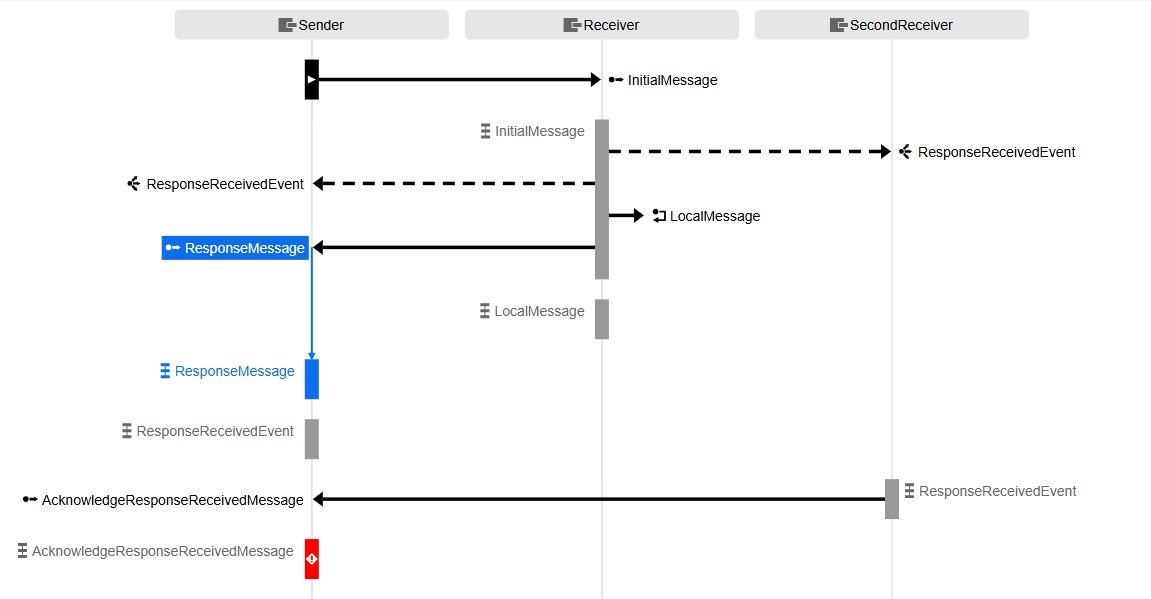 Sender
Receiver
SecondReceiver
InitialMessage
InitialMessage
ResponseReceivedEvent
ResponseReceivedEvent
LocalMessage
ResponseMessage
LocalMessage
ResponseMessage
ResponseReceivedEvent
ResponseReceivedEvent
AcknowledgeResponseReceivedMessage
AcknowledgeResponseReceivedMessage